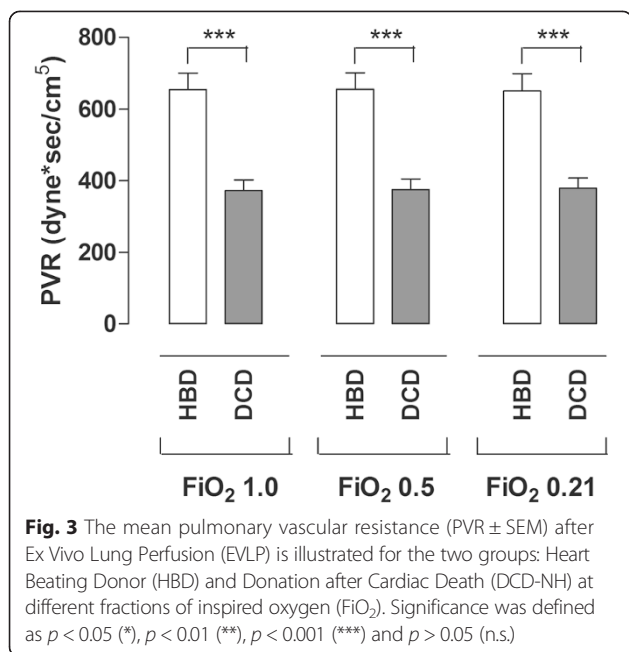 800
600
400
200
0
PVR (dyne*sec/cm⁵)
*** *** ***
HBD DCD HBD DCD HBD DCD
FiO₂ 1.0 FiO₂ 0.5 FiO₂ 0.21
Fig. 3 The mean pulmonary vascular resistance (PVR ± SEM) after
Ex Vivo Lung Perfusion (EVLP) is illustrated for the two groups: Heart
Beating Donor (HBD) and Donation after Cardiac Death (DCD-NH) at
different fractions of inspired oxygen (FiO₂). Significance was defined
as p < 0.05 (*), p < 0.01 (**), p < 0.001 (***) and p > 0.05 (n.s.)